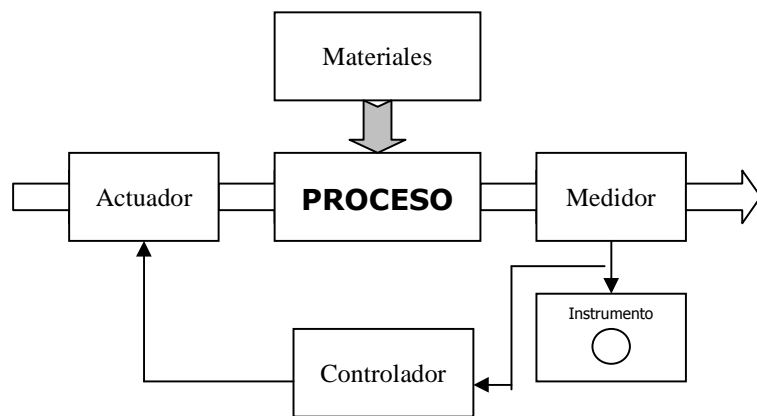 Materiales
Actuador
PROCESO
Medidor
Instrumento
Controlador